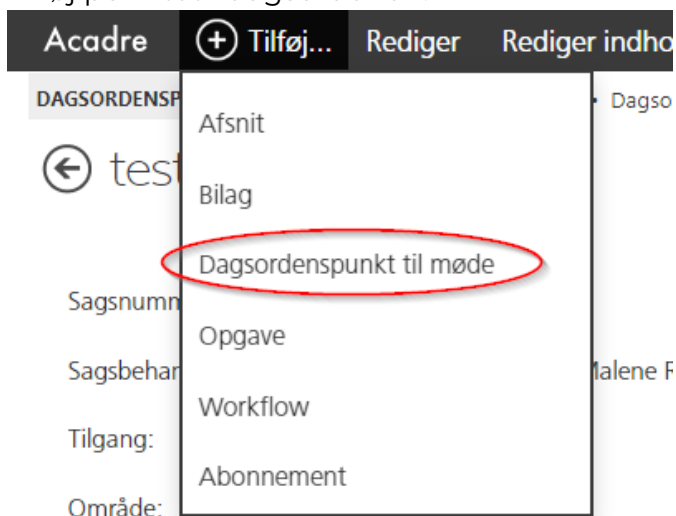 Acadre Tilføj... Rediger Rediger indho
DAGSORDENSP Dagso
test
Afsnit
Bilag
Dagsordenspunkt til møde
Sagsnumm
Opgave
Sagsbehar Malene R
Workflow
Tilgang:
Abonnement
Område: